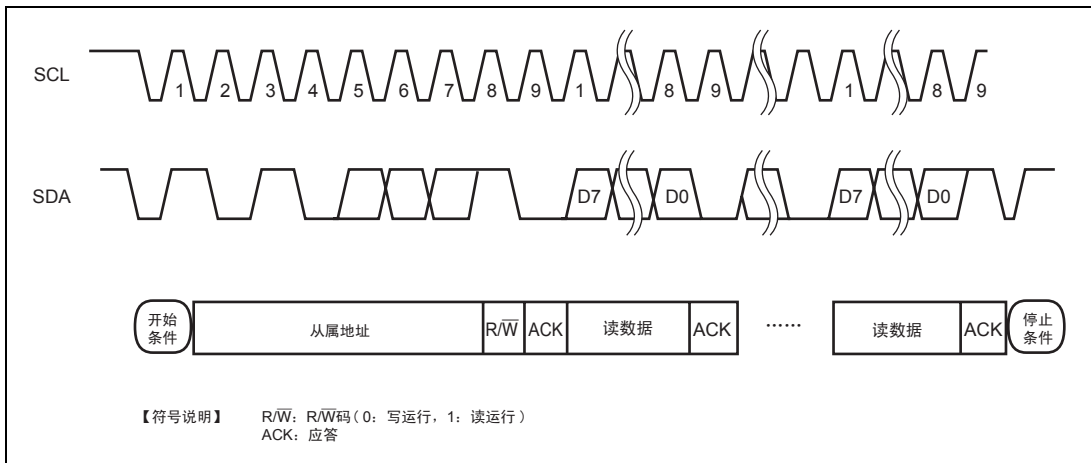 SCL
1 2 3 4 5 6 7 8 9 1 8 9 1 8 9
SDA
D7 D0 D7 D0
开始
条件
从属地址
R/W̅
ACK
读数据
ACK
……
读数据
ACK
停止
条件
【符号说明】 R/W̅：R/W̅码（0：写运行，1：读运行）
ACK：应答